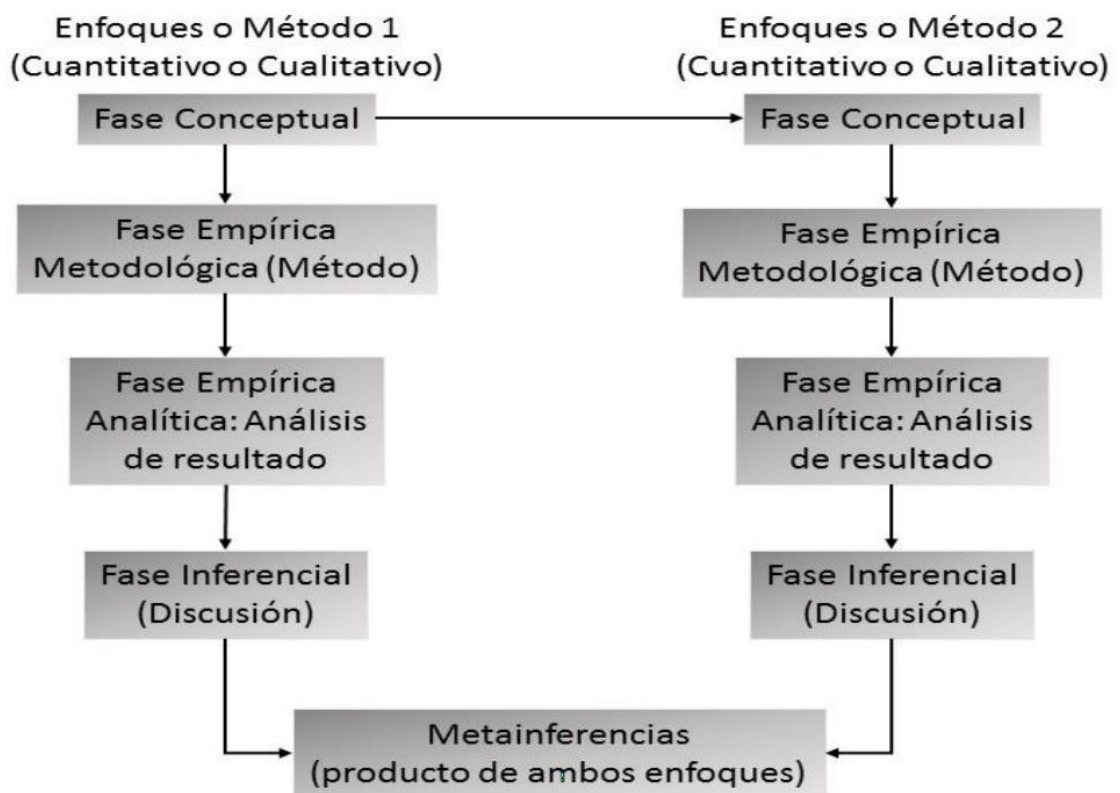 Enfoques o Método 1
(Cuantitativo o Cualitativo)
Fase Conceptual
Fase Empírica
Metodológica (Método)
Fase Empírica
Analítica: Análisis
de resultado
Fase Inferencial
(Discusión)
Enfoques o Método 2
(Cuantitativo o Cualitativo)
Fase Conceptual
Fase Empírica
Metodológica (Método)
Fase Empírica
Analítica: Análisis
de resultado
Fase Inferencial
(Discusión)
Metainferencias
(producto de ambos enfoques)